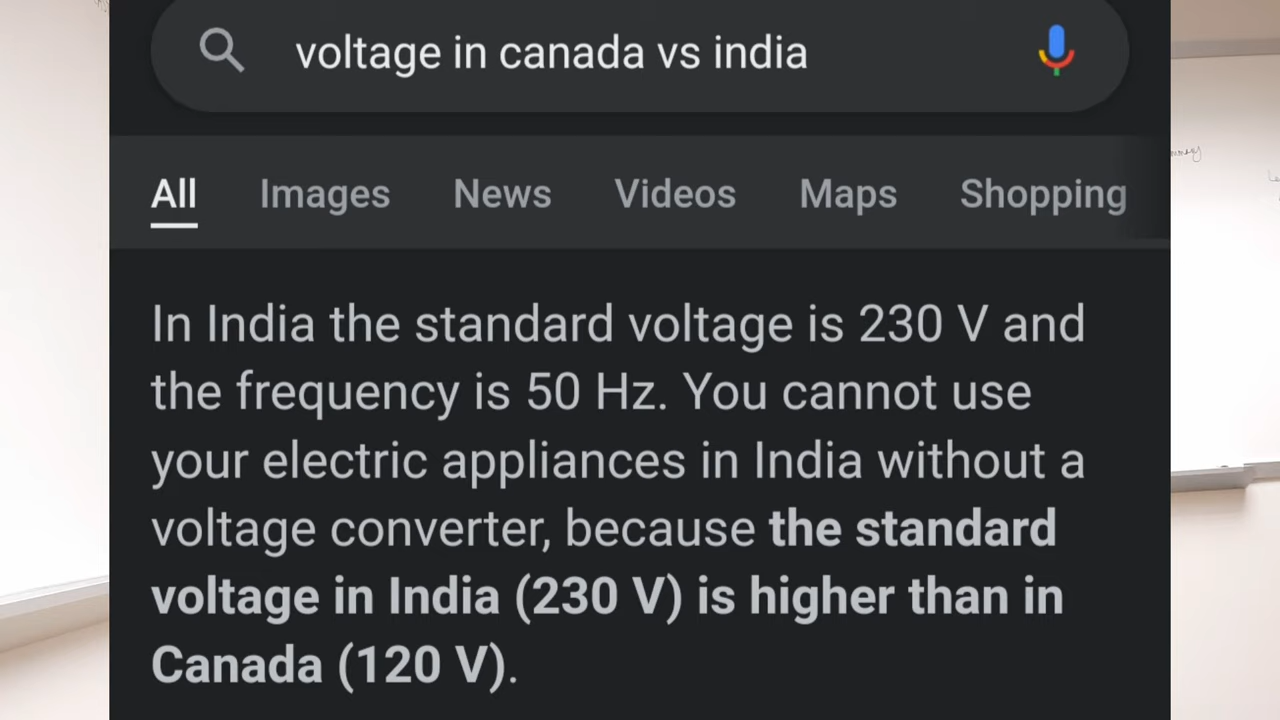 voltage in canada vs india
All Images News Videos Maps Shopping
In India the standard voltage is 230 V and
the frequency is 50 Hz. You cannot use
your electric appliances in India without a
voltage converter, because the standard
voltage in India (230 V) is higher than in
Canada (120 V).